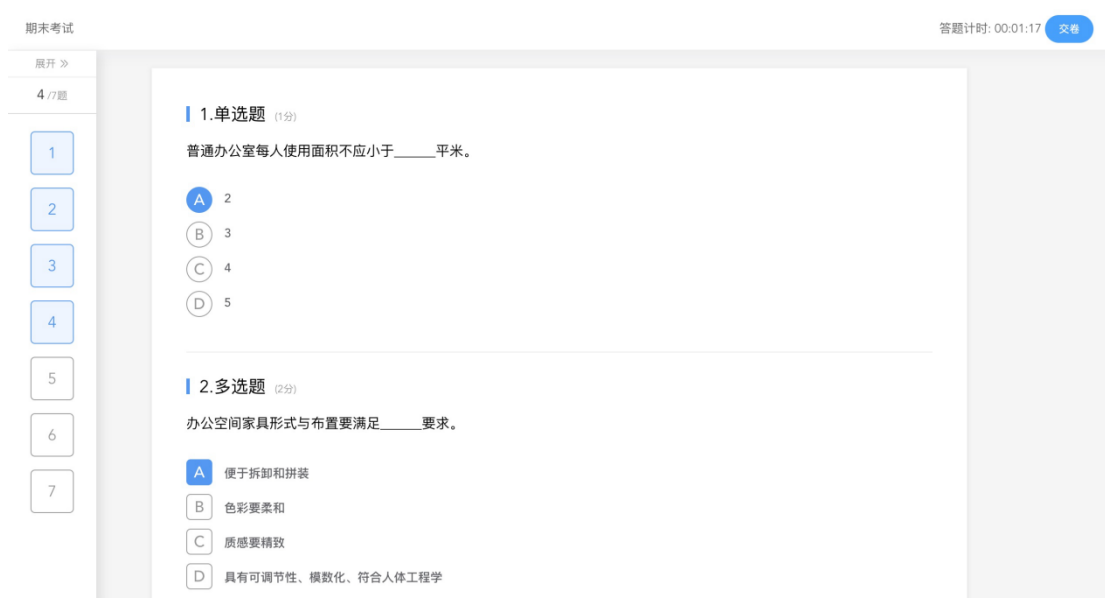 期末考试
答题计时: 00:01:17 交卷
展开 》
4 /7题
1
2
3
4
5
6
7
1.单选题 (1分)
普通办公室每人使用面积不应小于______平米。
A 2
B 3
C 4
D 5
2.多选题 (2分)
办公空间家具形式与布置要满足______要求。
A 便于拆卸和拼装
B 色彩要柔和
C 质感要精致
D 具有可调节性、模数化、符合人体工程学